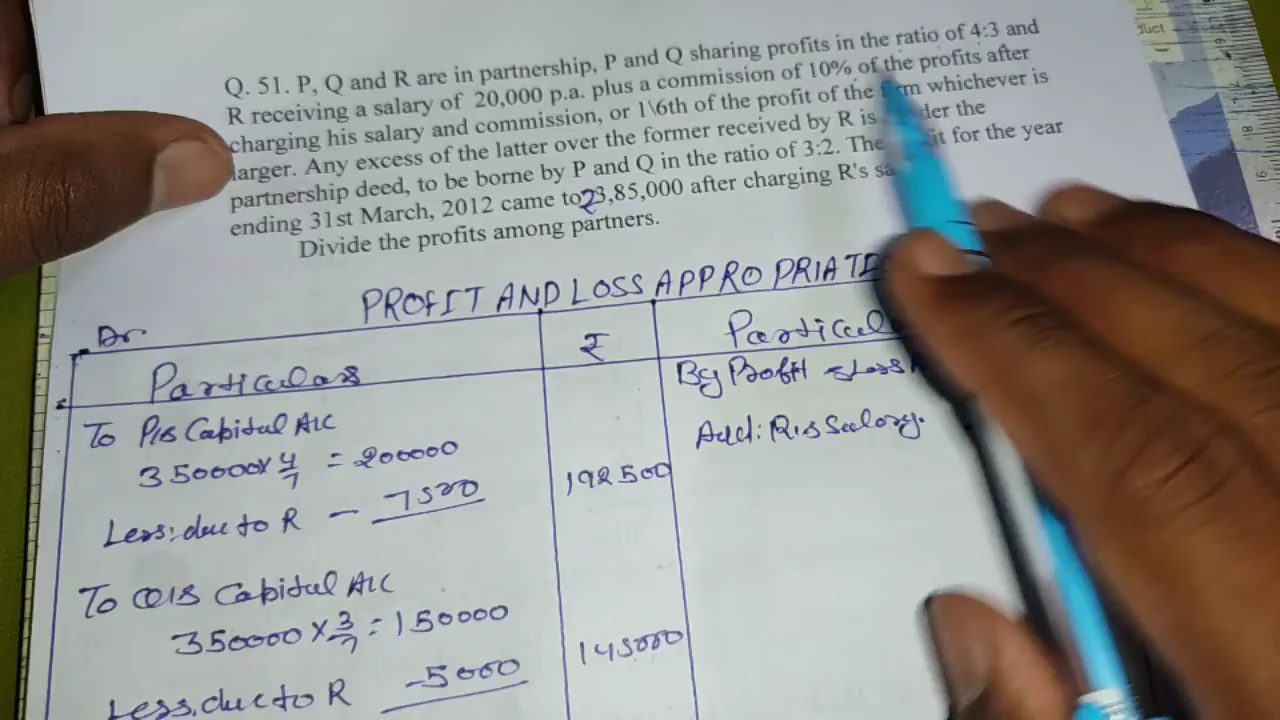 Q. 51. P, Q and R are in partnership, P and Q sharing profits in the ratio of 4:3 and
R receiving a salary of 20,000 p.a. plus a commission of 10% of the profits after
charging his salary and commission, or 1\6th of the profit of the firm whichever is
larger. Any excess of the latter over the former received by R is under the
partnership deed, to be borne by P and Q in the ratio of 3:2. The for the year
ending 31st March, 2012 came to 23,85,000 after charging R's
Divide the profits among partners.
PROFIT AND LOSS APPROPRIATI
Dr
Particulars ₹ Particul
To P's Capital A/C By Profit & Loss
350000 × 4/7 = 200000 Add: R's Salary.
Less: due to R - 7500 192500
To Q's Capital A/C
350000 × 3/7 = 150000
Less: due to R - 5000 145000